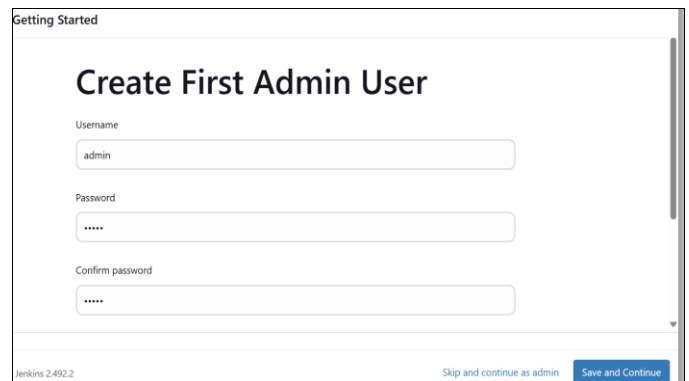 Getting Started
Create First Admin User
Username
admin
Password
•••••
Confirm password
•••••
Jenkins 2.492.2
Skip and continue as admin
Save and Continue